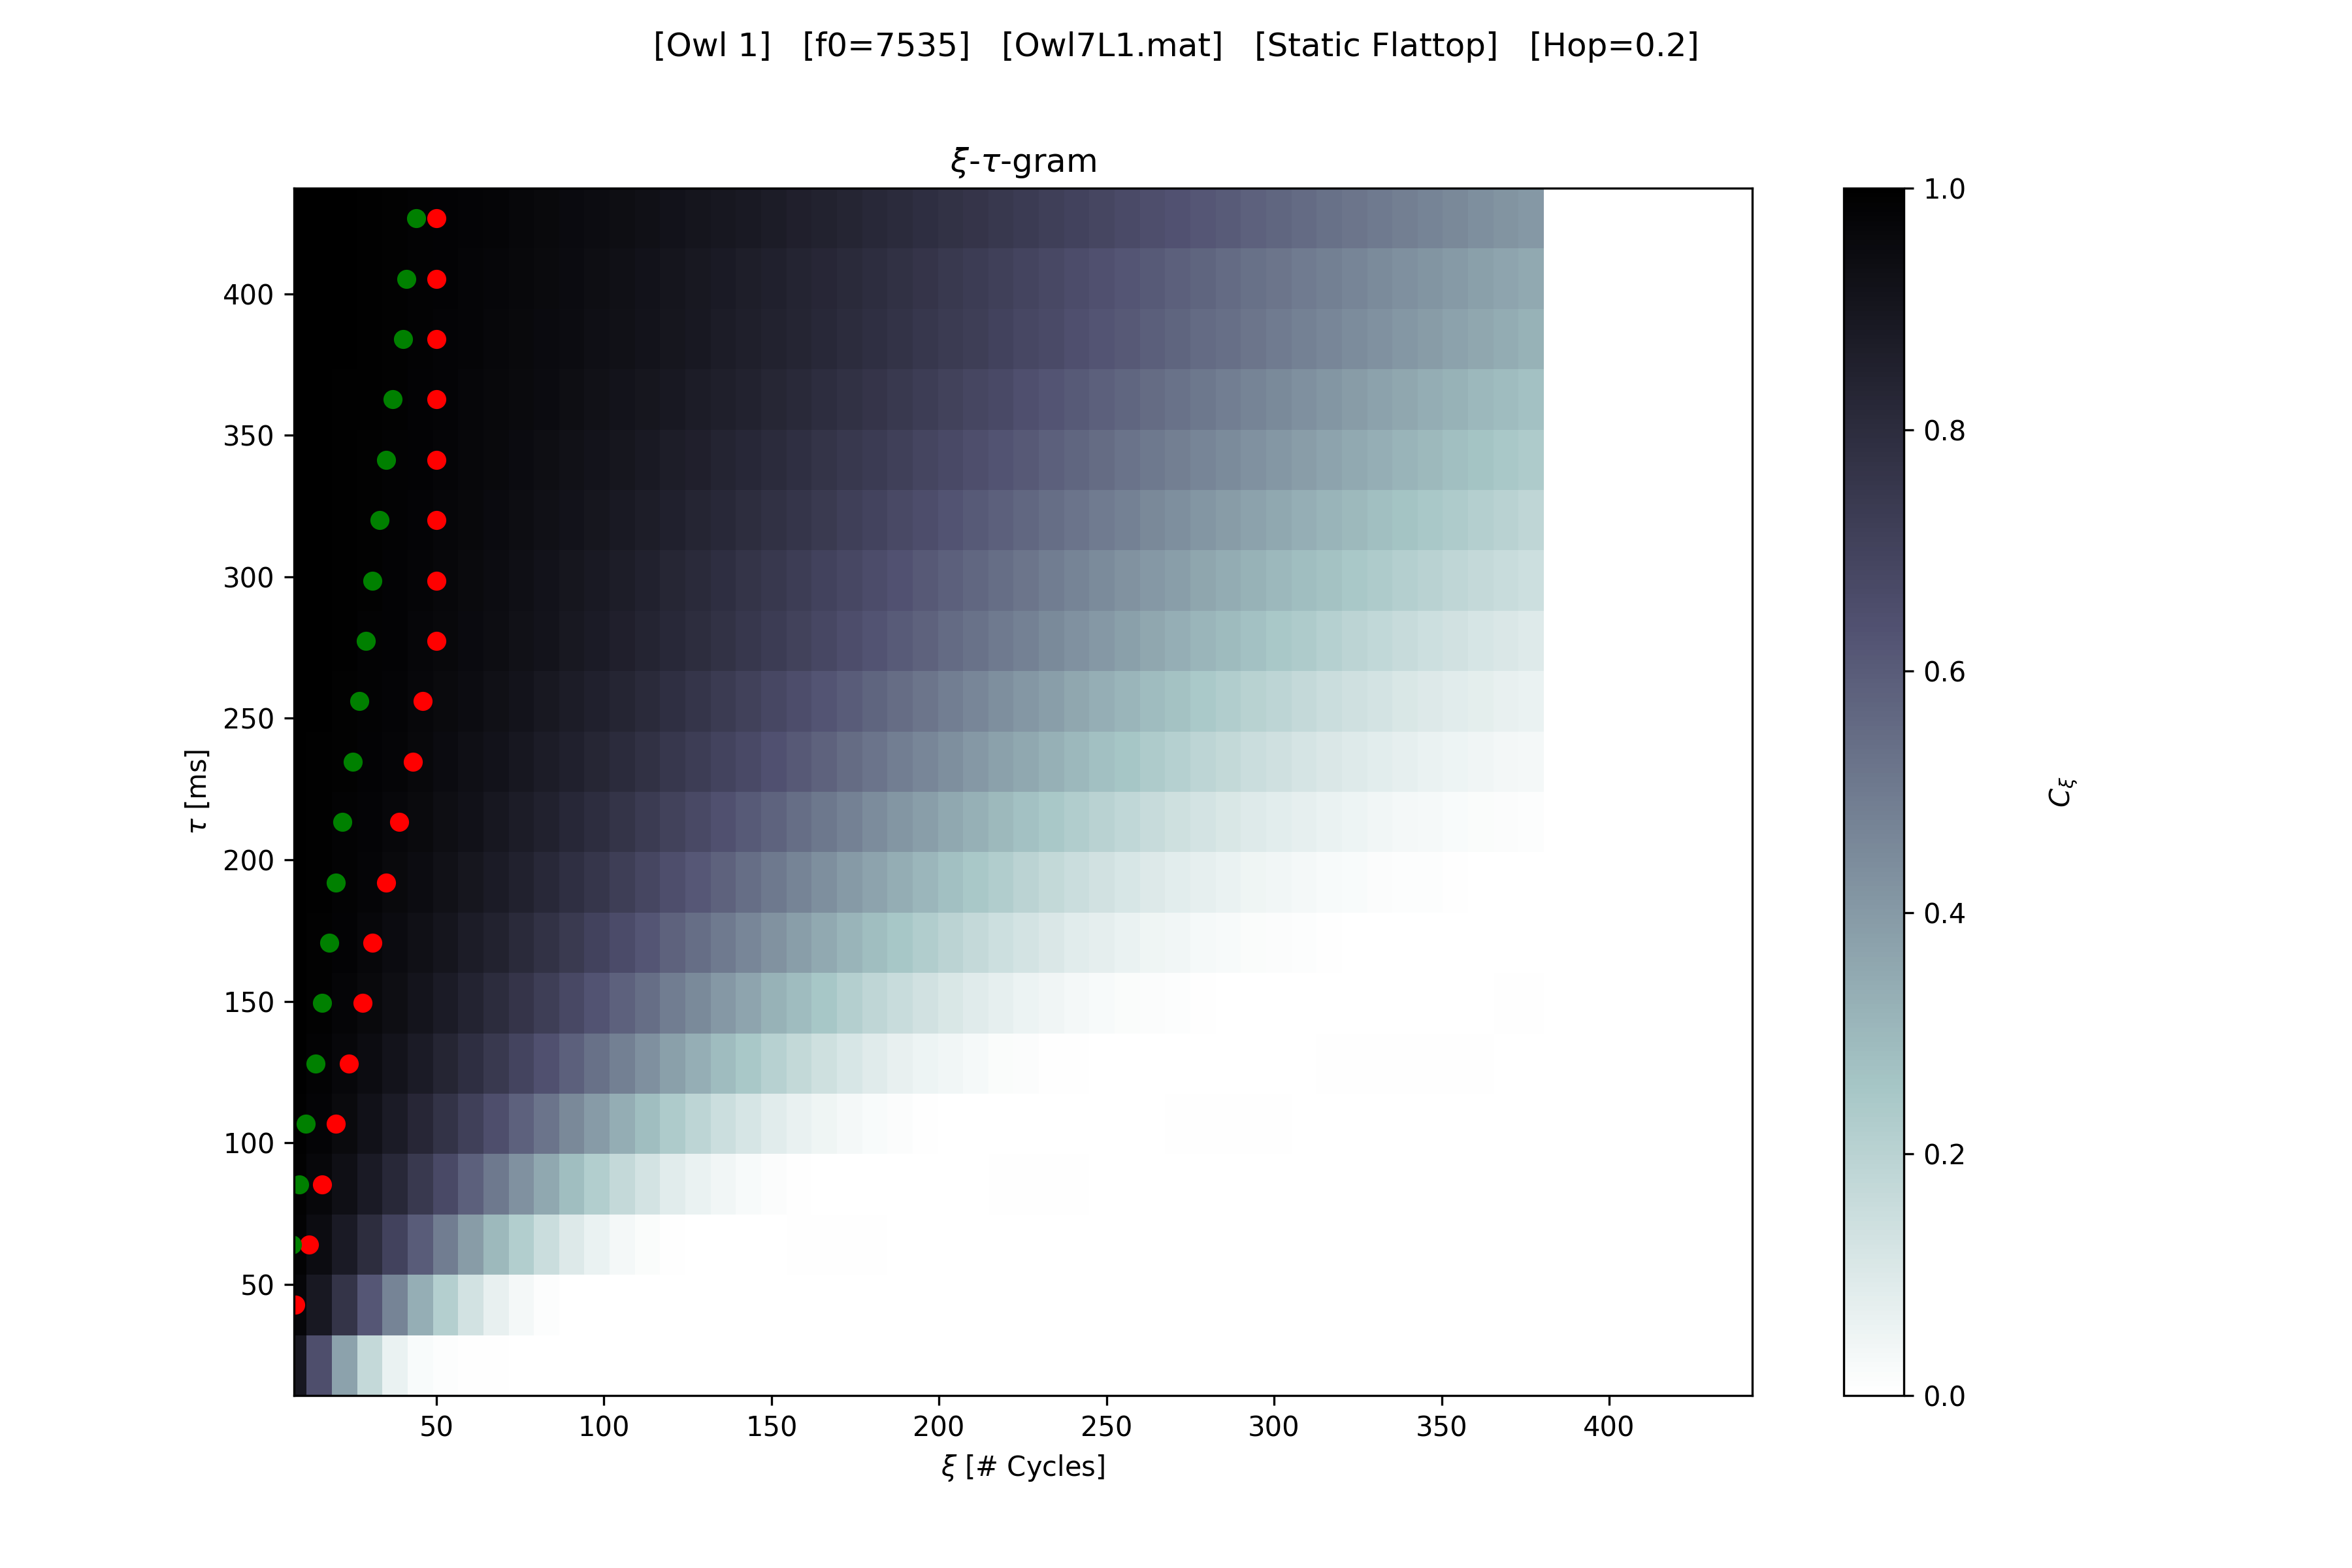 [Owl 1]   [f0=7535]   [Owl7L1.mat]   [Static Flattop]   [Hop=0.2]
ξ-τ-gram
400
350
300
250
200
150
100
50
τ [ms]
50 100 150 200 250 300 350 400
ξ [# Cycles]
1.0
0.8
0.6
0.4
0.2
0.0
Cξ